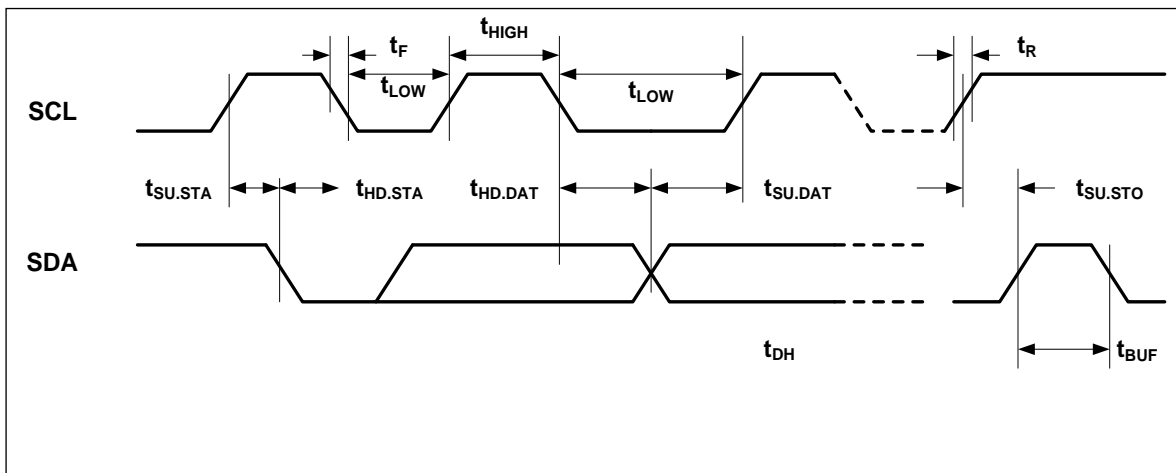 tHIGH
tF
tR
tLOW
tLOW
SCL
tSU.STA
tHD.STA
tHD.DAT
tSU.DAT
tSU.STO
SDA
tDH
tBUF